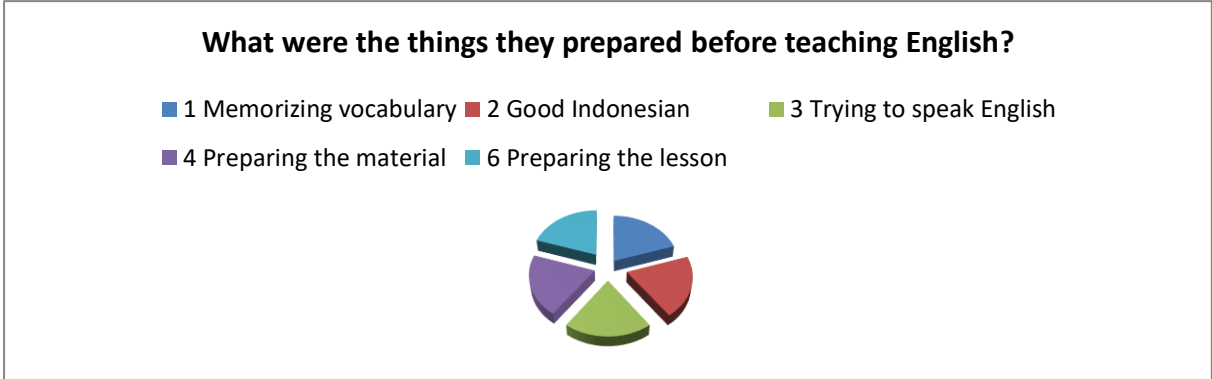 What were the things they prepared before teaching English?
1 Memorizing vocabulary 2 Good Indonesian 3 Trying to speak English
4 Preparing the material 6 Preparing the lesson